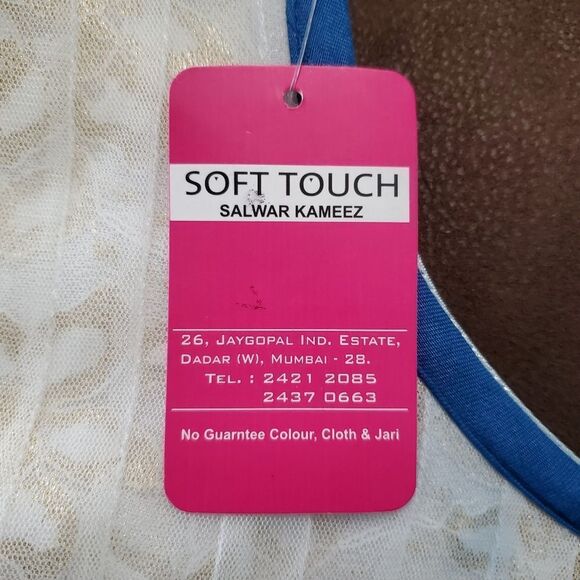 SOFT TOUCH
SALWAR KAMEEZ
26, JAYGOPAL IND. ESTATE,
DADAR (W), MUMBAI - 28.
TEL. : 2421 2085
2437 0663
No Guarntee Colour, Cloth & Jari